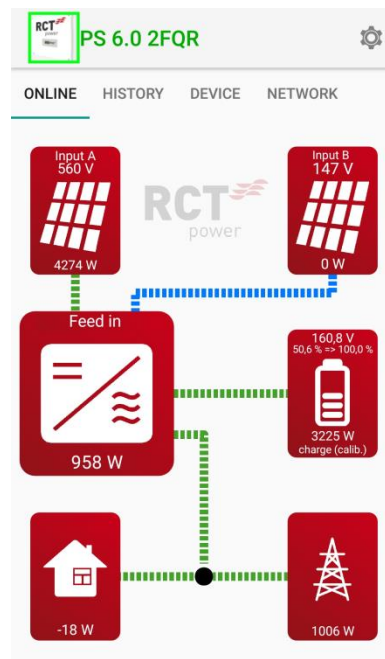 RCT
power
PS 6.0 2FQR
ONLINE HISTORY DEVICE NETWORK
Input A
560 V
4274 W
RCT
power
Input B
147 V
0 W
Feed in
958 W
160,8 V
50,6 % => 100,0 %
3225 W
charge (calib.)
-18 W
1006 W